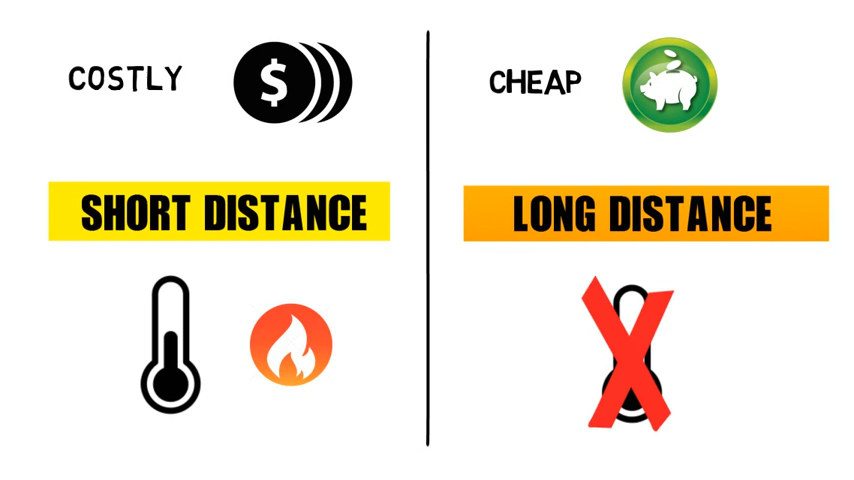 COSTLY
$
CHEAP
SHORT DISTANCE
LONG DISTANCE